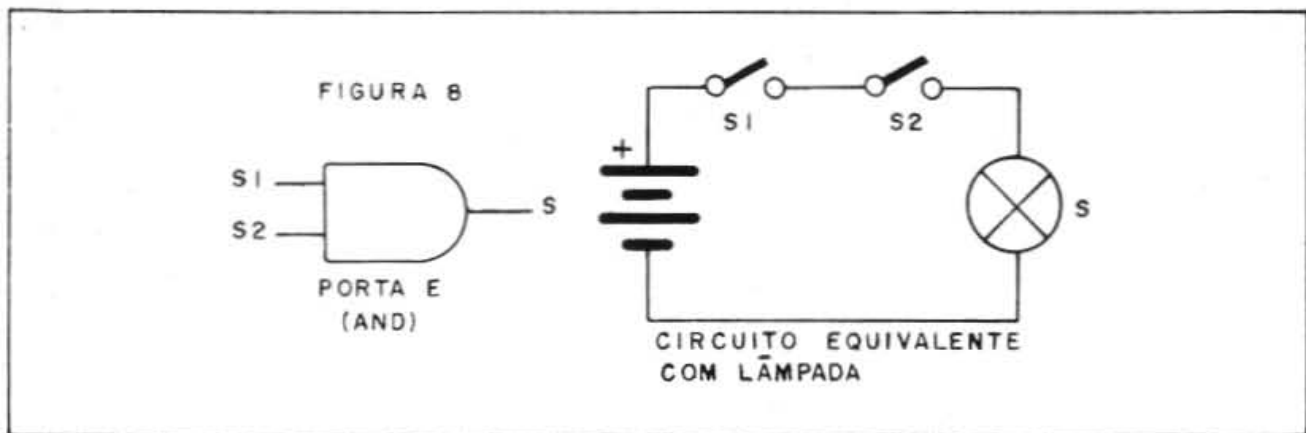 FIGURA 8
S1
S2
S
PORTA E
(AND)
+
S1
S2
S
CIRCUITO EQUIVALENTE
COM LÂMPADA